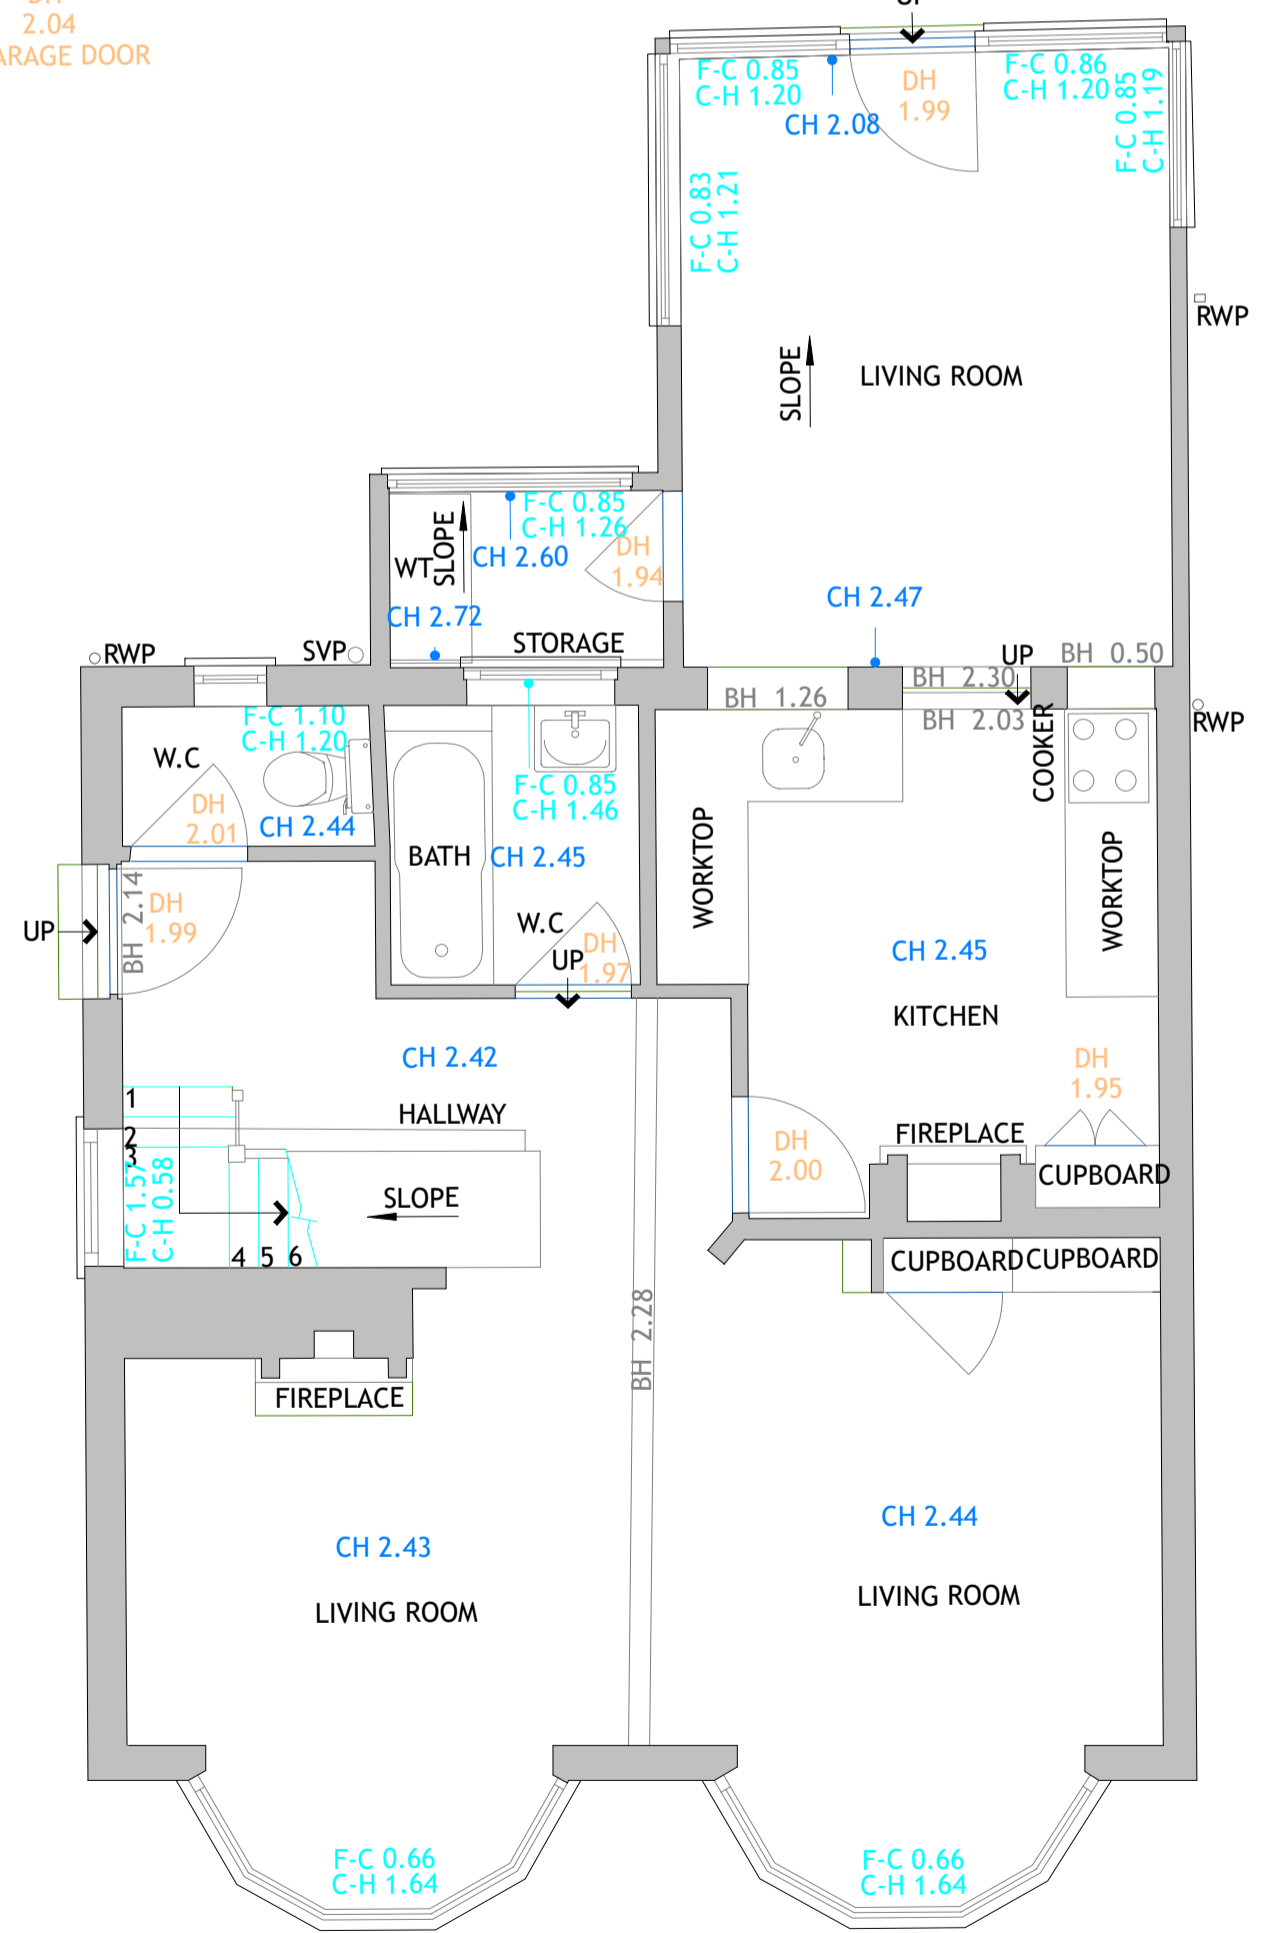 2.04
ARAGE DOOR
F-C 0.85
C-H 1.20
CH 2.08
DH
1.99
F-C 0.86
C-H 1.20
F-C 0.85
C-H 1.19
F-C 0.83
C-H 1.21
RWP
SLOPE
LIVING ROOM
F-C 0.85
C-H 1.26
SLOPE
WT
CH 2.60
DH
1.94
CH 2.72
CH 2.47
STORAGE
RWP
SVP
UP
BH 0.50
BH 2.30
BH 1.26
BH 2.03
RWP
F-C 1.10
C-H 1.20
W.C
COOKER
DH
2.01
CH 2.44
F-C 0.85
C-H 1.46
BATH
CH 2.45
WORKTOP
WORKTOP
UP
BH 2.14
DH
1.99
W.C
DH
1.97
UP
CH 2.45
KITCHEN
CH 2.42
HALLWAY
DH
1.95
1
2
3
FIREPLACE
DH
2.00
CUPBOARD
F-C 1.57
C-H 0.58
SLOPE
4 5 6
CUPBOARD
CUPBOARD
BH 2.28
FIREPLACE
CH 2.44
CH 2.43
LIVING ROOM
LIVING ROOM
F-C 0.66
C-H 1.64
F-C 0.66
C-H 1.64